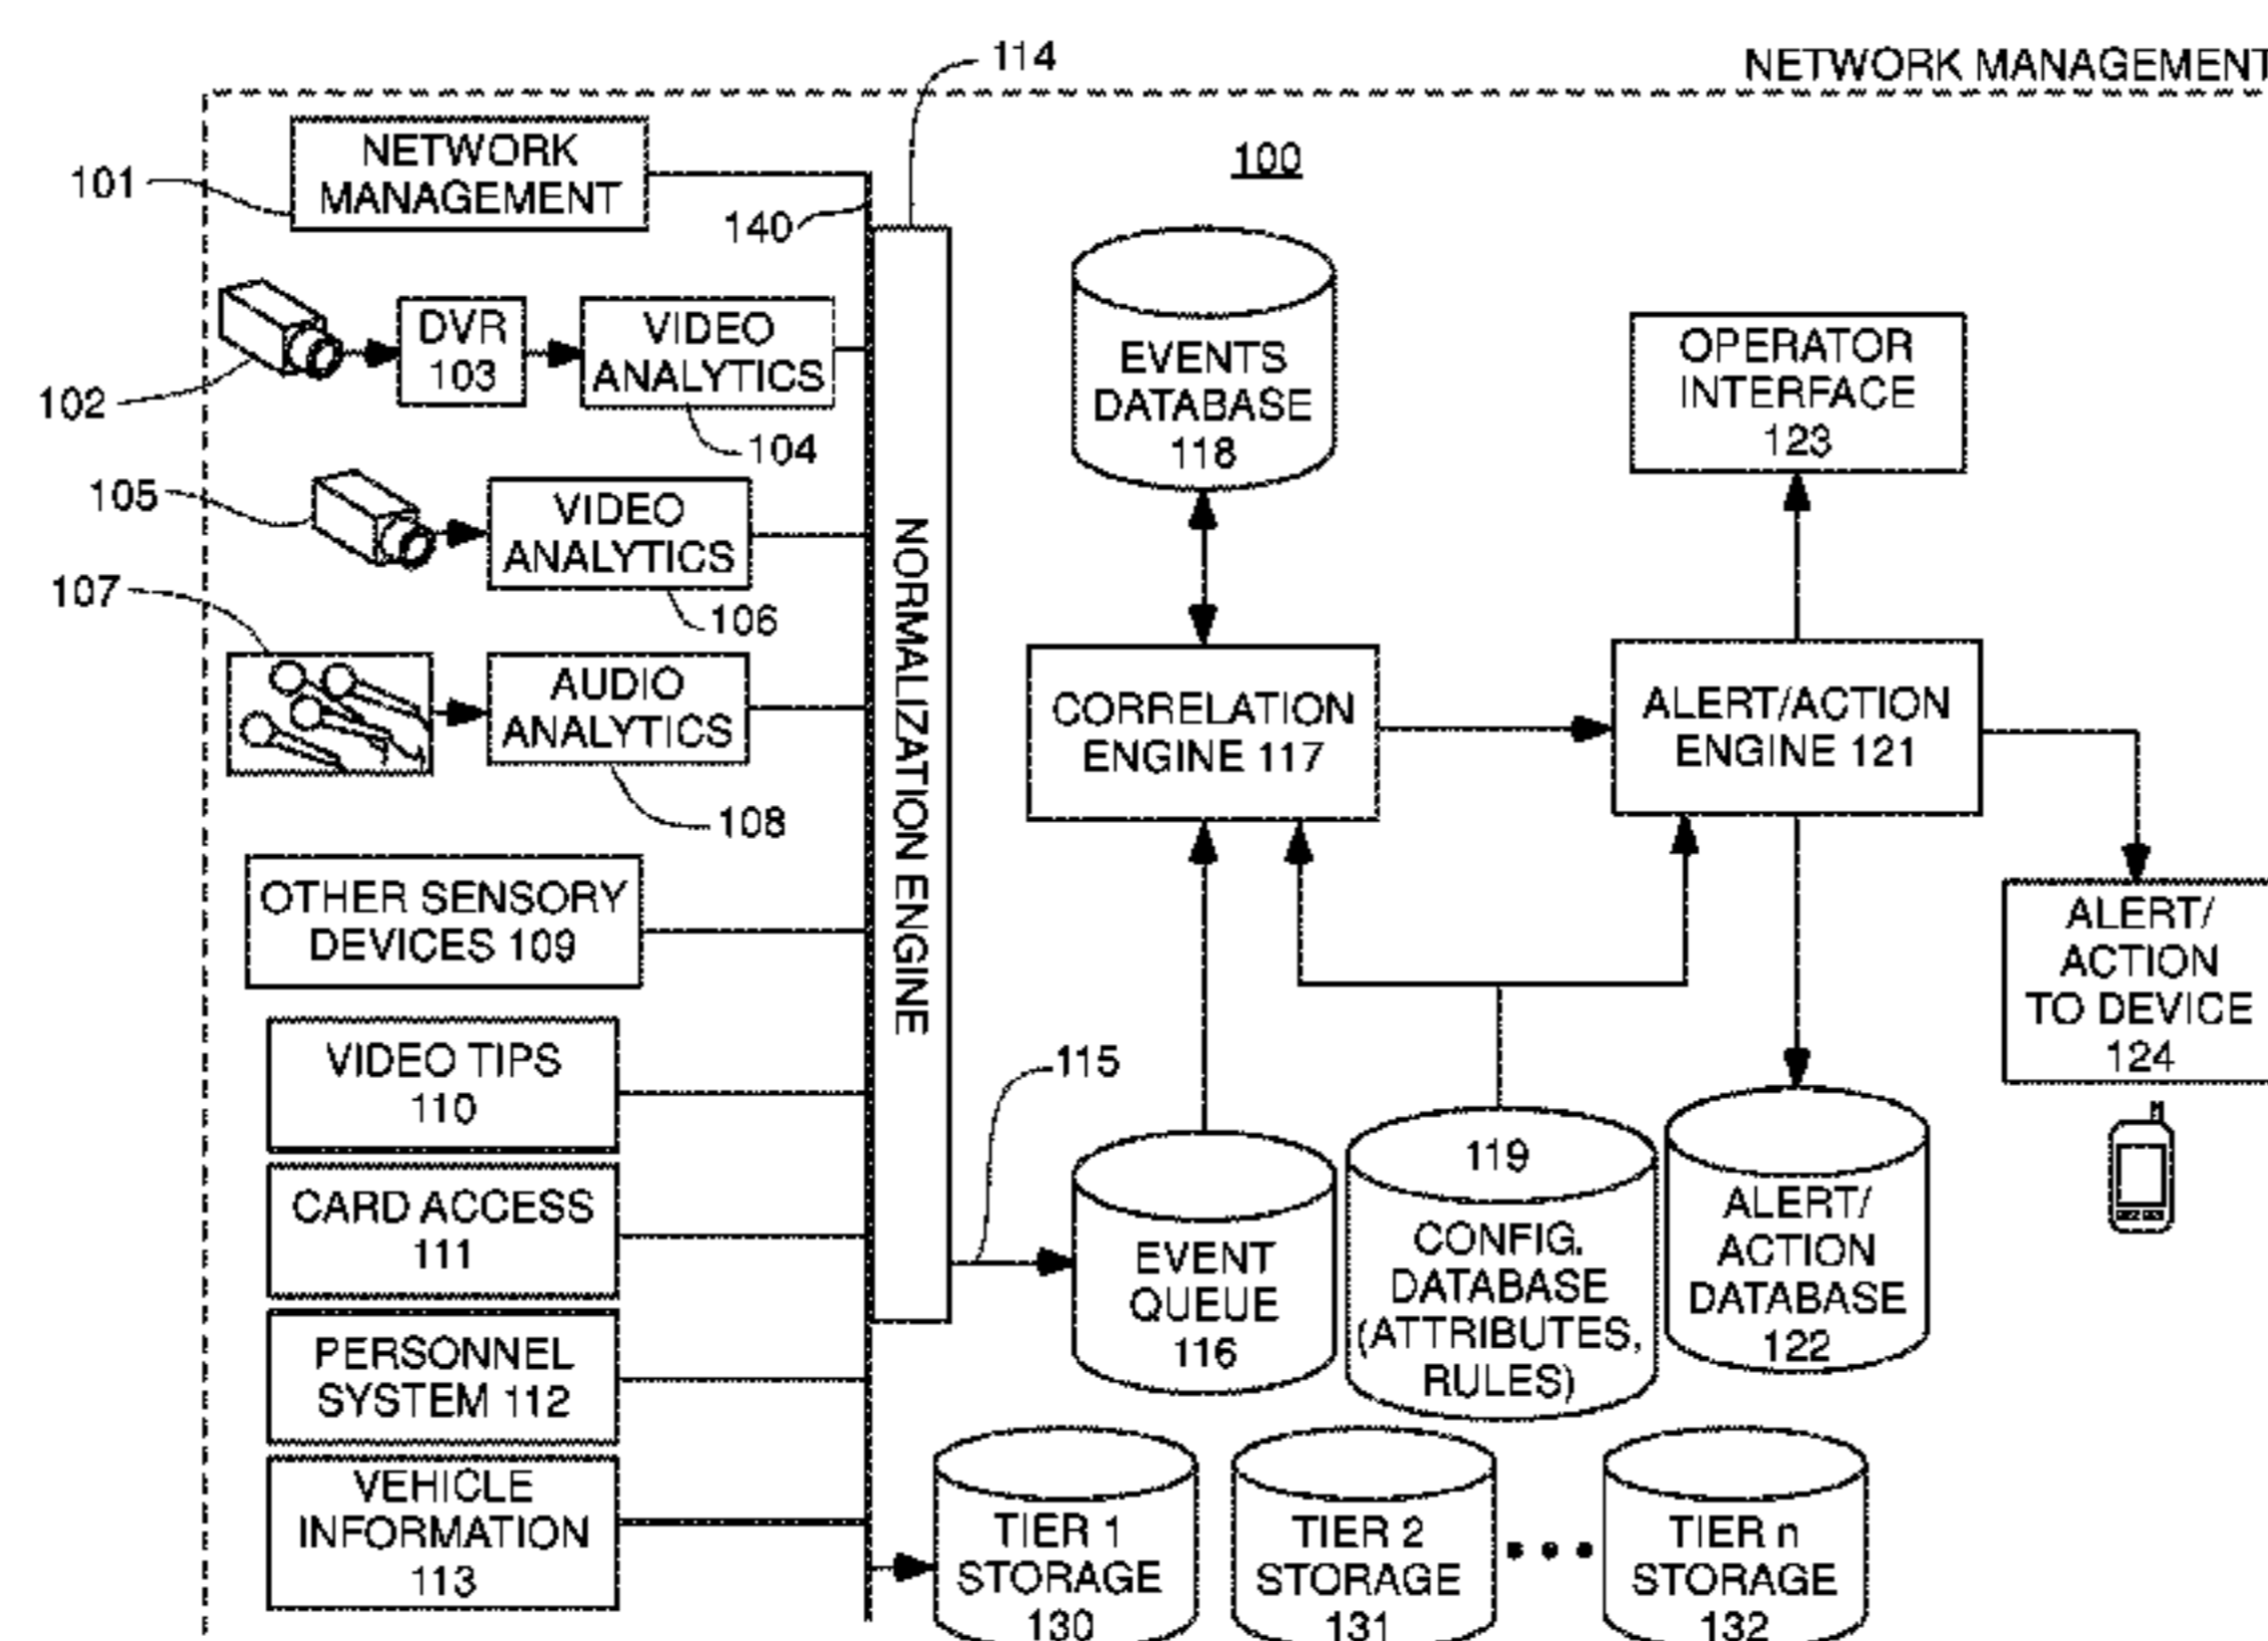 NETWORK MANAGEMENT
114
100
101
NETWORK
MANAGEMENT
140
102
DVR
103
VIDEO
ANALYTICS
104
105
VIDEO
ANALYTICS
106
107
AUDIO
ANALYTICS
108
OTHER SENSORY
DEVICES 109
VIDEO TIPS
110
CARD ACCESS
111
PERSONNEL
SYSTEM 112
VEHICLE
INFORMATION
113
NORMALIZATION ENGINE
115
EVENTS
DATABASE
118
CORRELATION
ENGINE 117
EVENT
QUEUE
116
119
CONFIG.
DATABASE
(ATTRIBUTES,
RULES)
OPERATOR
INTERFACE
123
ALERT/ACTION
ENGINE 121
ALERT/
ACTION
DATABASE
122
ALERT/
ACTION
TO DEVICE
124
TIER 1
STORAGE
130
TIER 2
STORAGE
131
TIER n
STORAGE
132